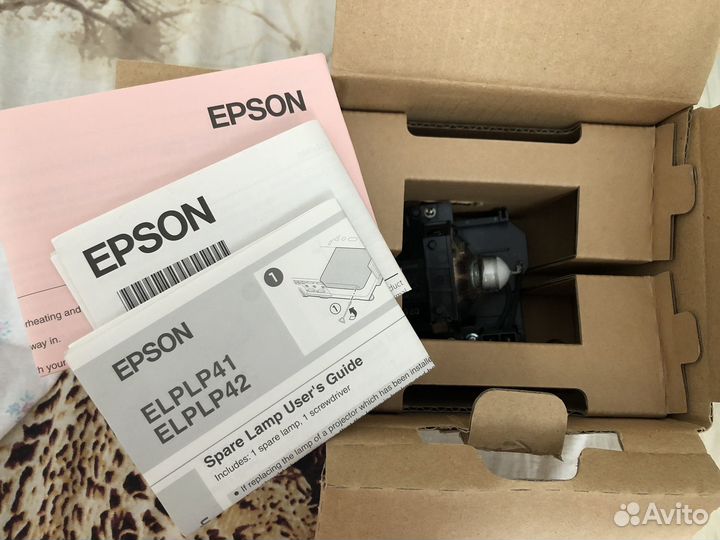 EPSON
rheating and
way in.
h your
EPSON
duct
1
1
EPSON
ELPLP41
ELPLP42
Spare Lamp User's Guide
Includes: 1 spare lamp, 1 screwdriver
• If replacing the lamp of a projector which has been installe
Avito